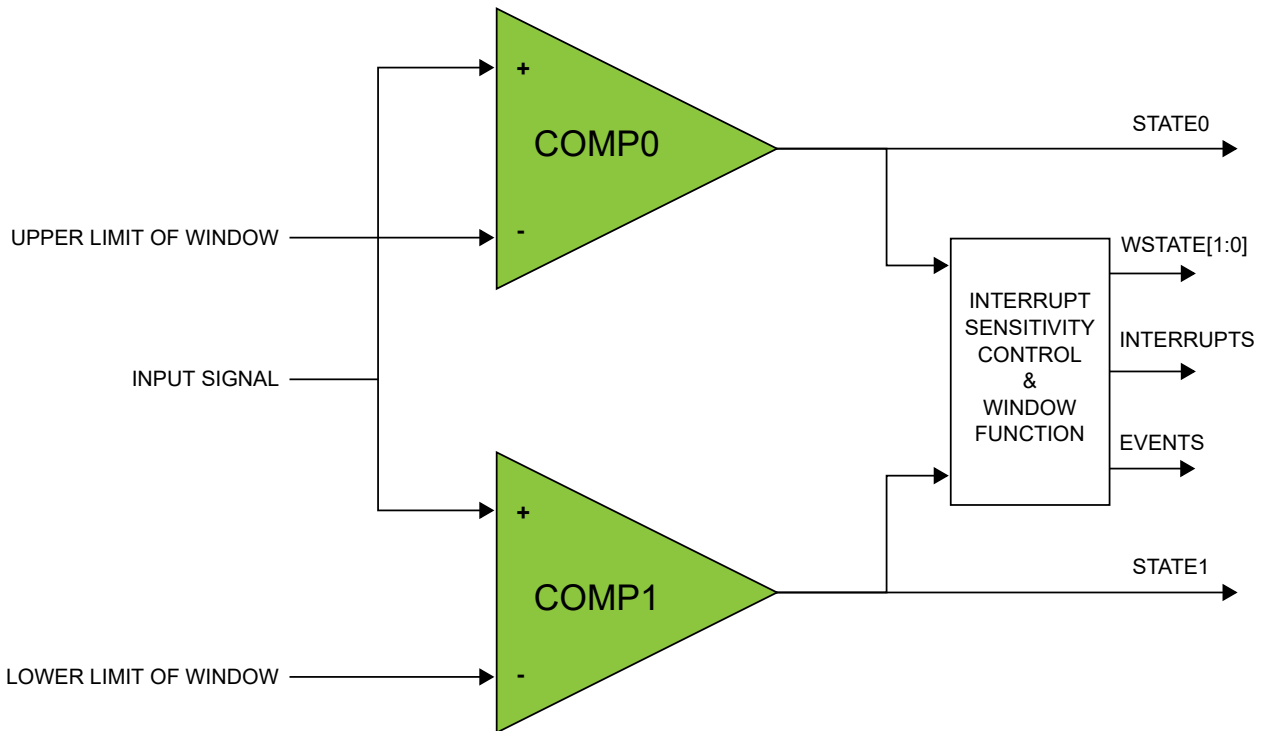 +
COMP0
-
STATE0
UPPER LIMIT OF WINDOW
WSTATE[1:0]
INTERRUPT
SENSITIVITY
CONTROL
&
WINDOW
FUNCTION
INTERRUPTS
EVENTS
INPUT SIGNAL
+
COMP1
-
STATE1
LOWER LIMIT OF WINDOW